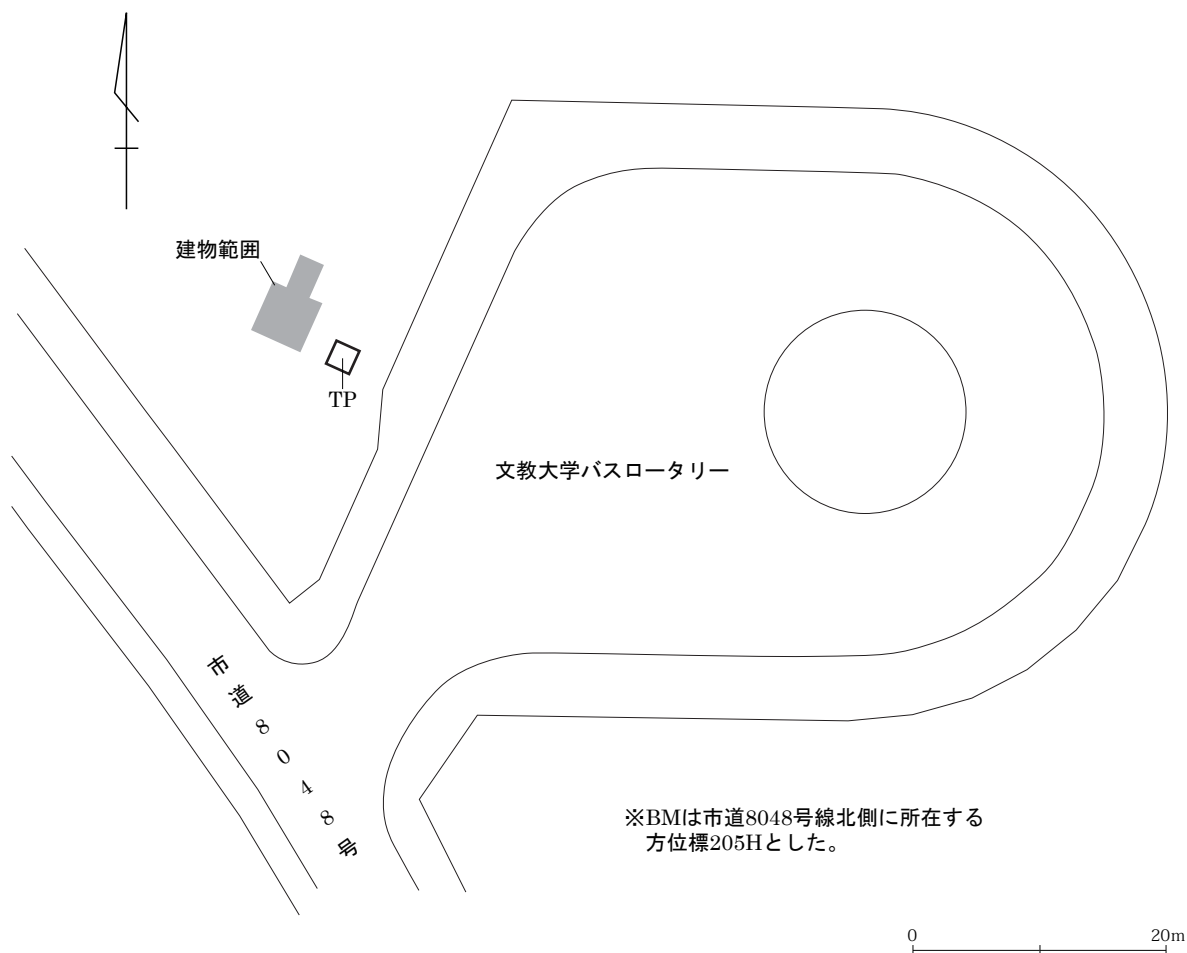 建物範囲
TP
文教大学バスロータリー
市道8048号
※BMは市道8048号線北側に所在する
方位標205Hとした。
0 20m